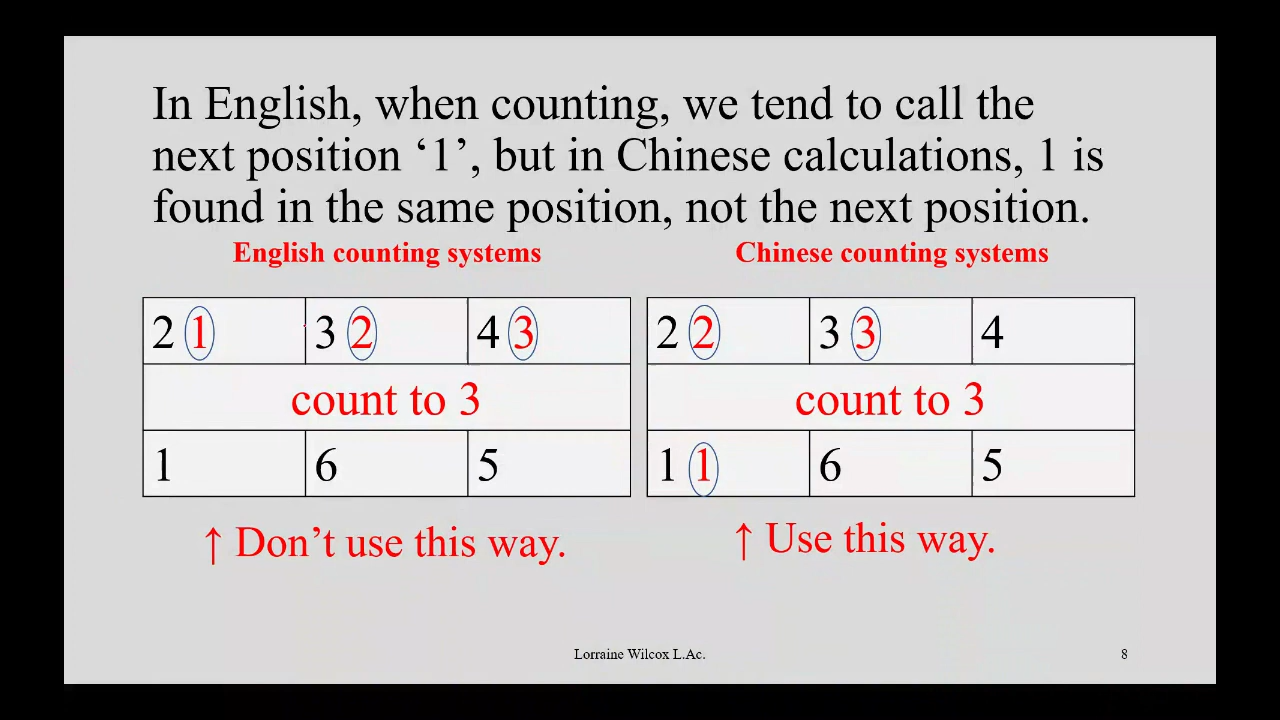 In English, when counting, we tend to call the
next position ‘1’, but in Chinese calculations, 1 is
found in the same position, not the next position.
English counting systems
2 1 3 2 4 3
count to 3
1 6 5
↑ Don’t use this way.
Chinese counting systems
2 2 3 3 4
count to 3
1 1 6 5
↑ Use this way.
Lorraine Wilcox L.Ac.
8